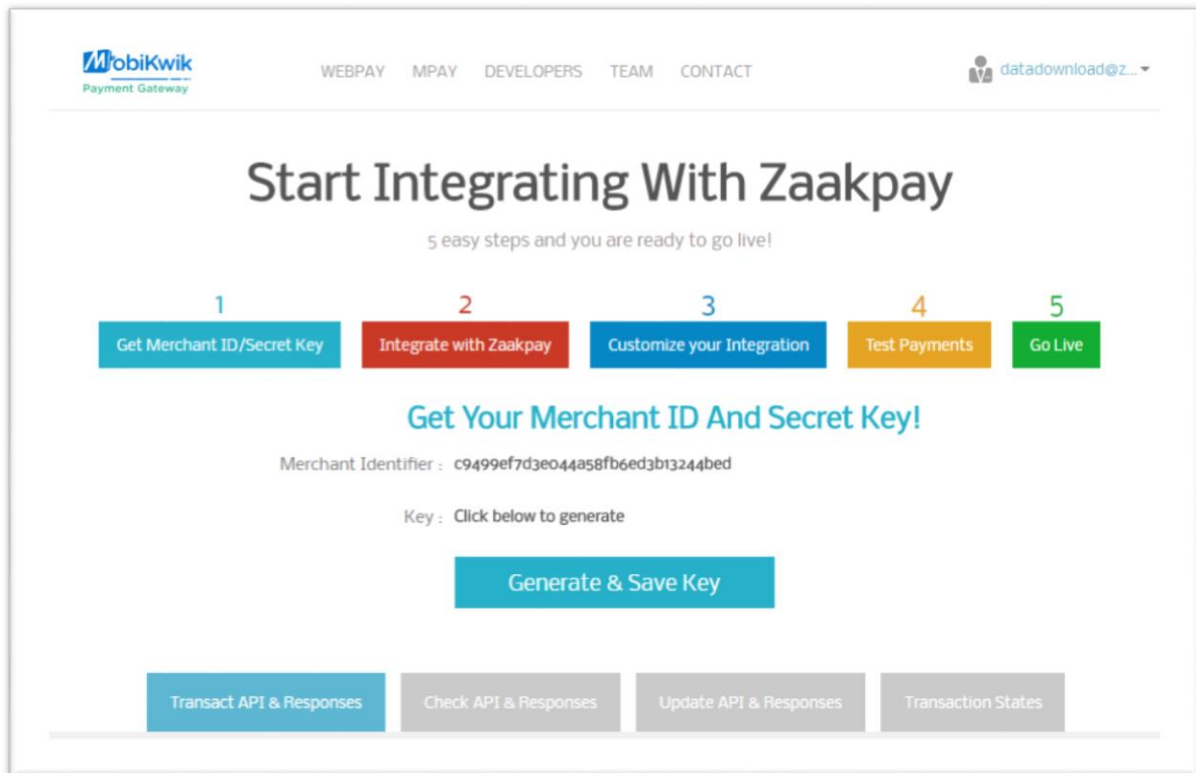 MobiKwik
Payment Gateway
WEBPAY MPAY DEVELOPERS TEAM CONTACT
datadownload@z...
Start Integrating With Zaakpay
5 easy steps and you are ready to go live!
1 2 3 4 5
Get Merchant ID/Secret Key Integrate with Zaakpay Customize your Integration Test Payments Go Live
Get Your Merchant ID And Secret Key!
Merchant Identifier : c9499ef7d3e044a58fb6ed3b13244bed
Key : Click below to generate
Generate & Save Key
Transact API & Responses Check API & Responses Update API & Responses Transaction States